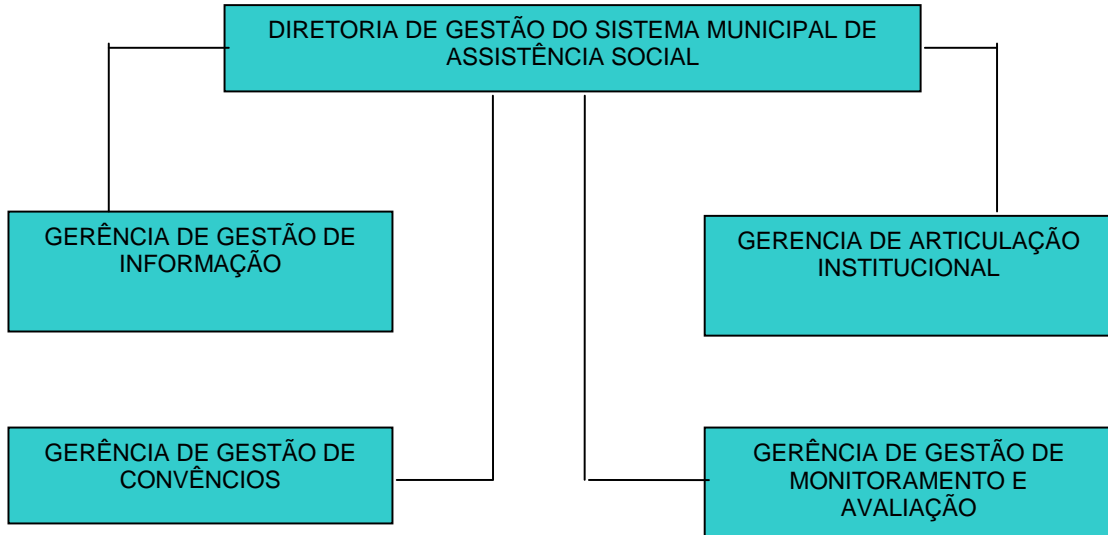 DIRETORIA DE GESTÃO DO SISTEMA MUNICIPAL DE
ASSISTÊNCIA SOCIAL
GERÊNCIA DE GESTÃO DE
INFORMAÇÃO
GERENCIA DE ARTICULAÇÃO
INSTITUCIONAL
GERÊNCIA DE GESTÃO DE
CONVÊNCIOS
GERÊNCIA DE GESTÃO DE
MONITORAMENTO E
AVALIAÇÃO